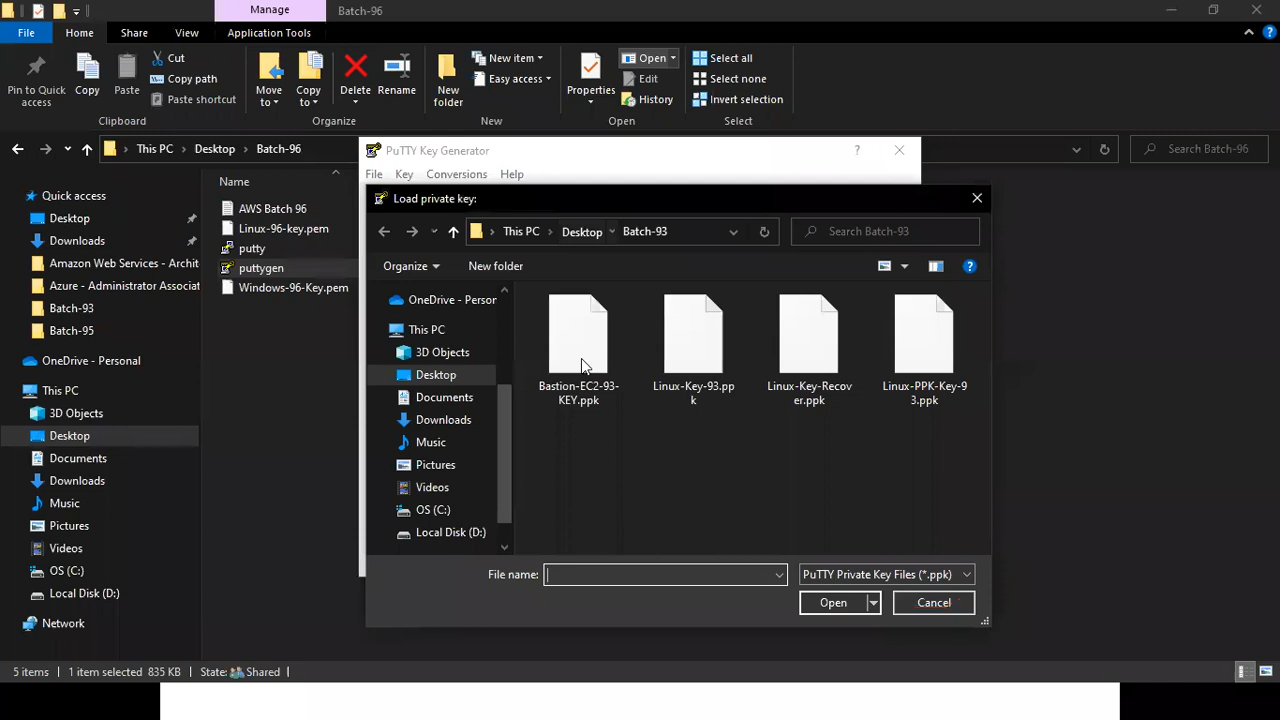 Manage
Batch-96
File
Home
Share
View
Application Tools
Pin to Quick
access
Copy
Paste
Cut
Copy path
Paste shortcut
Clipboard
Move
to
Copy
to
Delete
Rename
Organize
New
folder
New item
Easy access
New
Properties
Open
Edit
History
Open
Select all
Select none
Invert selection
Select
This PC
Desktop
Batch-96
Search Batch-96
Quick access
Desktop
Downloads
Amazon Web Services - Archit
Azure - Administrator Associat
Batch-93
Batch-95
OneDrive - Personal
This PC
3D Objects
Desktop
Documents
Downloads
Music
Pictures
Videos
OS (C:)
Local Disk (D:)
Network
Name
AWS Batch 96
Linux-96-key.pem
putty
puttygen
Windows-96-Key.pem
PuTTY Key Generator
?
File
Key
Conversions
Help
Load private key:
This PC
Desktop
Batch-93
Search Batch-93
Organize
New folder
?
OneDrive - Person
This PC
3D Objects
Desktop
Documents
Downloads
Music
Pictures
Videos
OS (C:)
Local Disk (D:)
Bastion-EC2-93-
KEY.ppk
Linux-Key-93.pp
k
Linux-Key-Recov
er.ppk
Linux-PPK-Key-9
3.ppk
File name:
PuTTY Private Key Files (*.ppk)
Open
Cancel
5 items
1 item selected 835 KB
State:
Shared